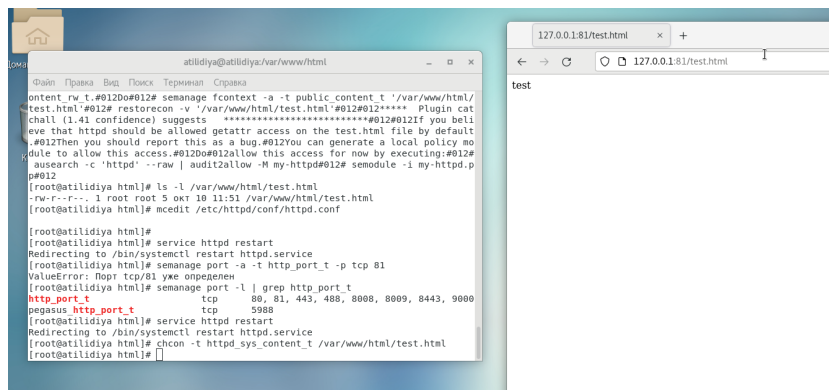 atilidiya@atilidiya:/var/www/html
Файл Правка Вид Поиск Терминал Справка
ontent_rw_t.#012Do#012# semanage fcontext -a -t public_content_t '/var/www/html/
test.html'#012# restorecon -v '/var/www/html/test.html'#012#012***** Plugin cat
chall (1.41 confidence) suggests **************************#012#012If you beli
eve that httpd should be allowed getattr access on the test.html file by default
.#012Then you should report this as a bug.#012You can generate a local policy mo
dule to allow this access.#012Do#012allow this access for now by executing:#012#
ausearch -c 'httpd' --raw | audit2allow -M my-httpd#012# semodule -i my-httpd.p
p#012
[root@atilidiya html]# ls -l /var/www/html/test.html
-rw-r--r--. 1 root root 5 окт 10 11:51 /var/www/html/test.html
[root@atilidiya html]# mcedit /etc/httpd/conf/httpd.conf
[root@atilidiya html]#
[root@atilidiya html]# service httpd restart
Redirecting to /bin/systemctl restart httpd.service
[root@atilidiya html]# semanage port -a -t http_port_t -p tcp 81
ValueError: Порт tcp/81 уже определен
[root@atilidiya html]# semanage port -l | grep http_port_t
http_port_t tcp 80, 81, 443, 488, 8008, 8009, 8443, 9000
pegasus_http_port_t tcp 5988
[root@atilidiya html]# service httpd restart
Redirecting to /bin/systemctl restart httpd.service
[root@atilidiya html]# chcon -t httpd_sys_content_t /var/www/html/test.html
[root@atilidiya html]#
127.0.0.1:81/test.html
127.0.0.1:81/test.html
test